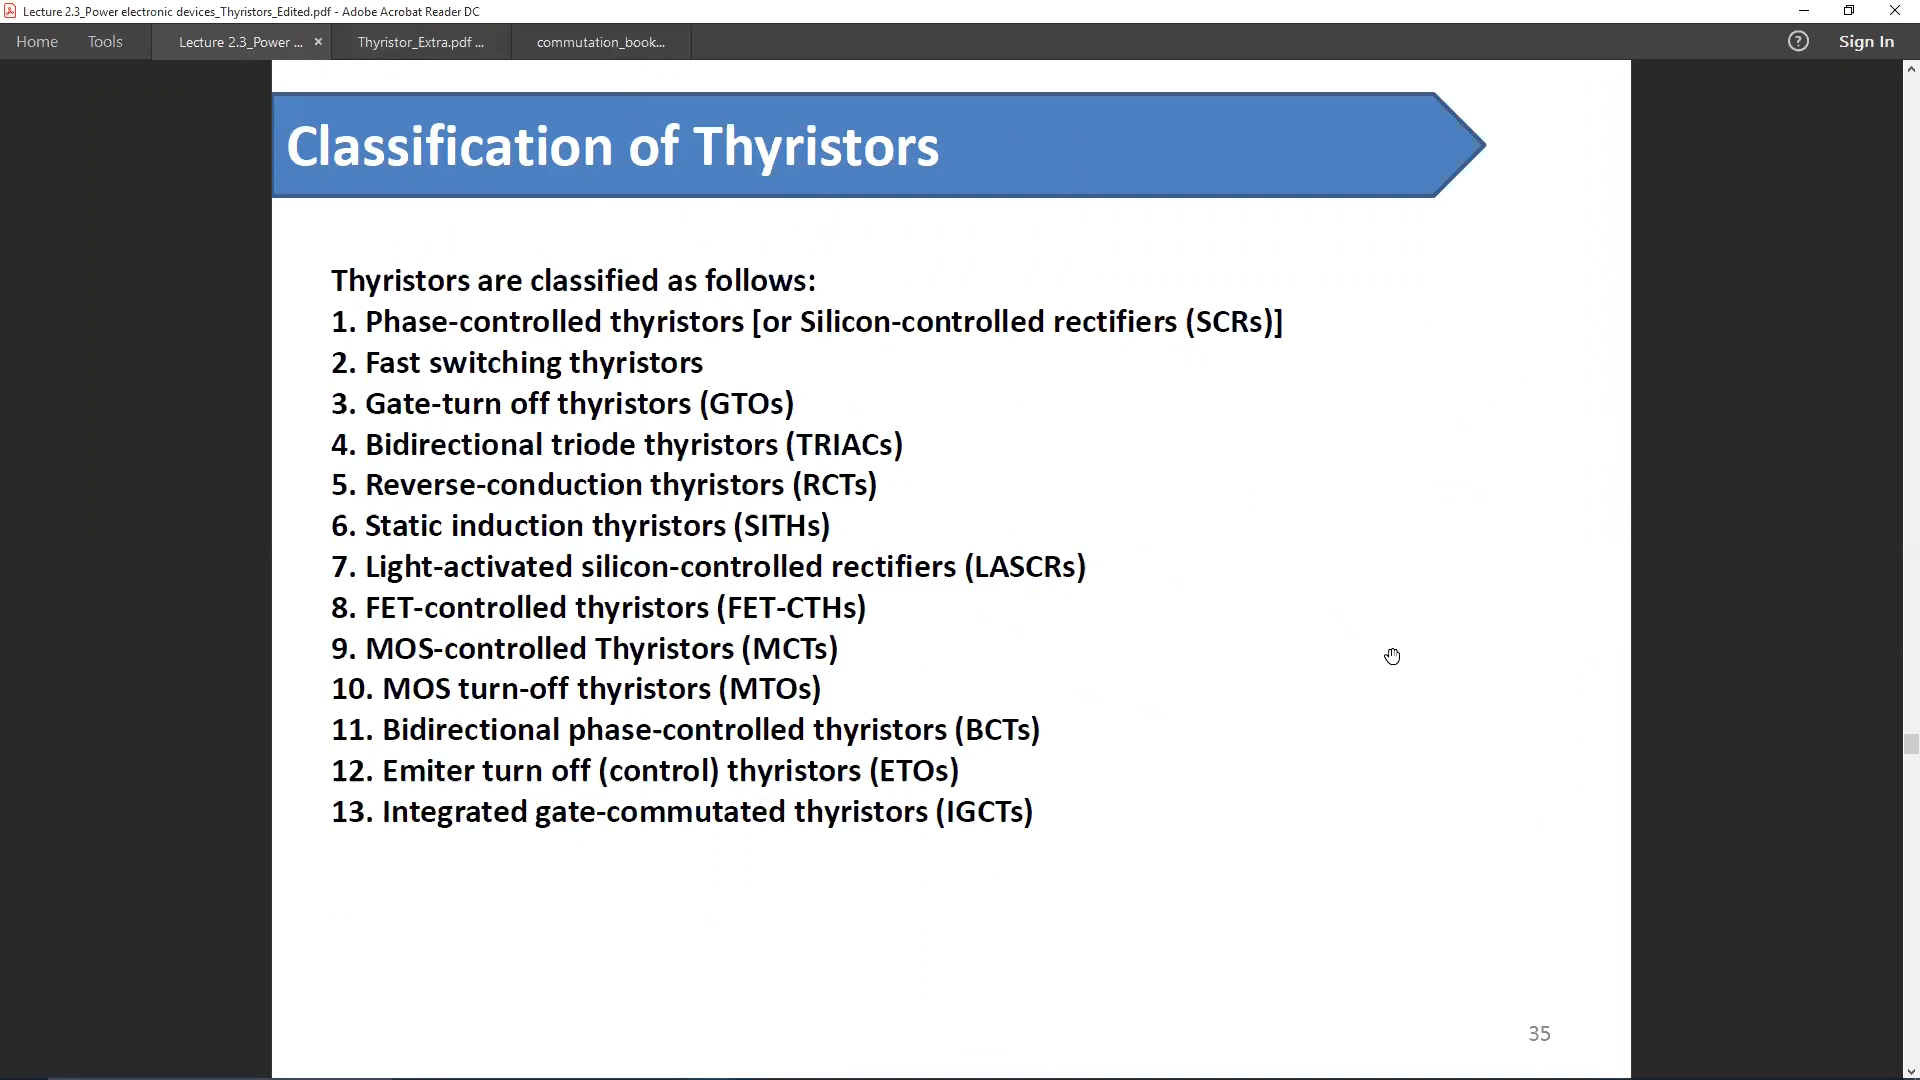 Lecture 2.3_Power electronic devices_Thyristors_Edited.pdf - Adobe Acrobat Reader DC
Home Tools Lecture 2.3_Power ... × Thyristor_Extra.pdf ... commutation_book... ? Sign In
Classification of Thyristors
Thyristors are classified as follows:
1. Phase-controlled thyristors [or Silicon-controlled rectifiers (SCRs)]
2. Fast switching thyristors
3. Gate-turn off thyristors (GTOs)
4. Bidirectional triode thyristors (TRIACs)
5. Reverse-conduction thyristors (RCTs)
6. Static induction thyristors (SITHs)
7. Light-activated silicon-controlled rectifiers (LASCRs)
8. FET-controlled thyristors (FET-CTHs)
9. MOS-controlled Thyristors (MCTs)
10. MOS turn-off thyristors (MTOs)
11. Bidirectional phase-controlled thyristors (BCTs)
12. Emiter turn off (control) thyristors (ETOs)
13. Integrated gate-commutated thyristors (IGCTs)
35